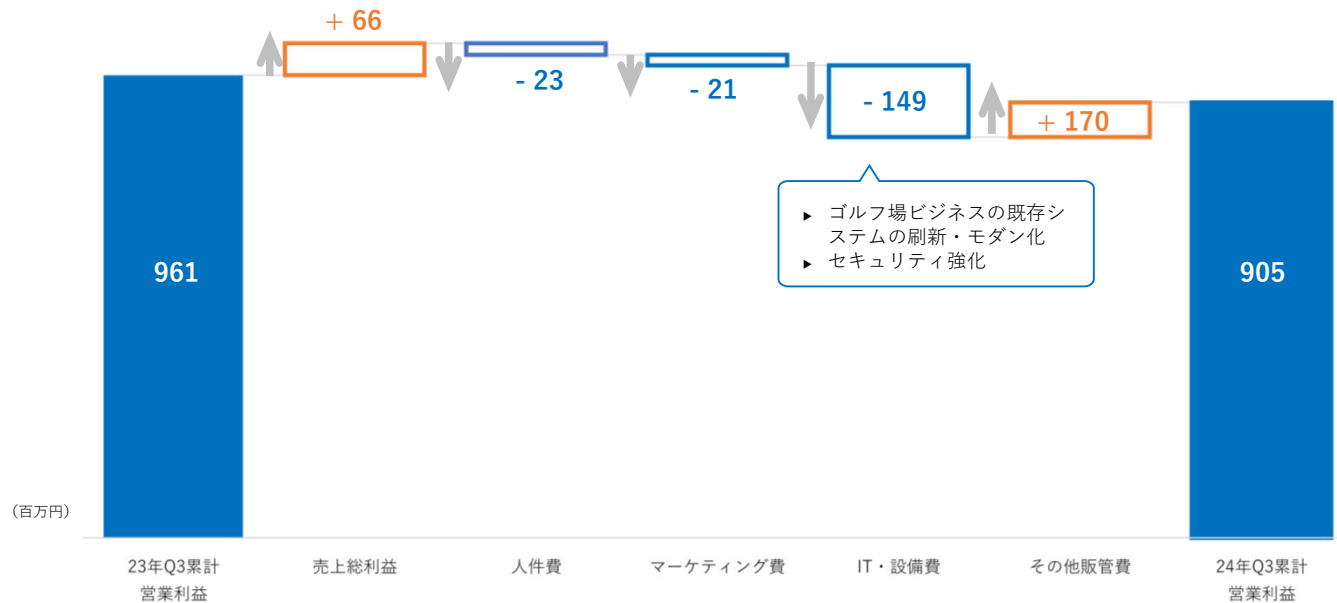 + 66
- 23
- 21
- 149
+ 170
▶ ゴルフ場ビジネスの既存シ
ステムの刷新・モダン化
▶ セキュリティ強化
961
905
（百万円）
23年Q3累計
営業利益
売上総利益
人件費
マーケティング費
IT・設備費
その他販管費
24年Q3累計
営業利益